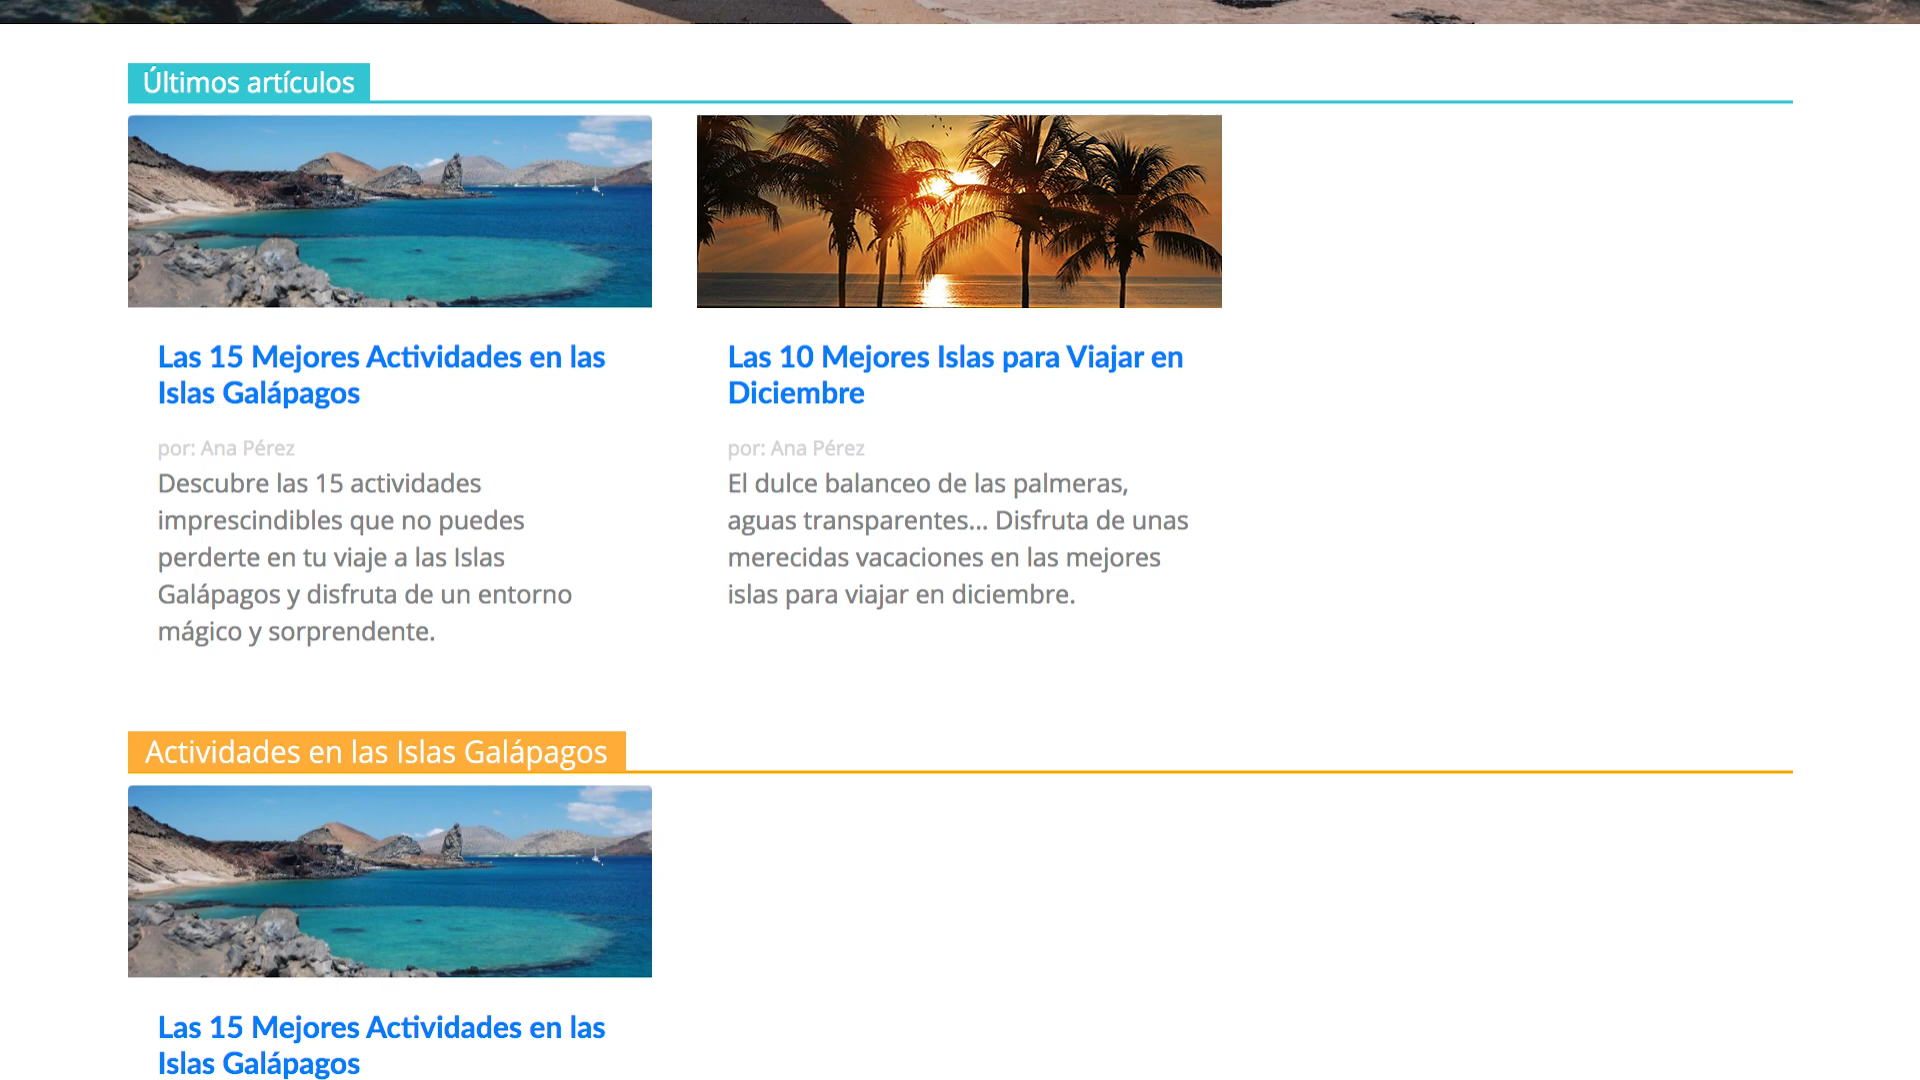 Últimos artículos
Las 15 Mejores Actividades en las
Islas Galápagos
por: Ana Pérez
Descubre las 15 actividades
imprescindibles que no puedes
perderte en tu viaje a las Islas
Galápagos y disfruta de un entorno
mágico y sorprendente.
Las 10 Mejores Islas para Viajar en
Diciembre
por: Ana Pérez
El dulce balanceo de las palmeras,
aguas transparentes... Disfruta de unas
merecidas vacaciones en las mejores
islas para viajar en diciembre.
Actividades en las Islas Galápagos
Las 15 Mejores Actividades en las
Islas Galápagos